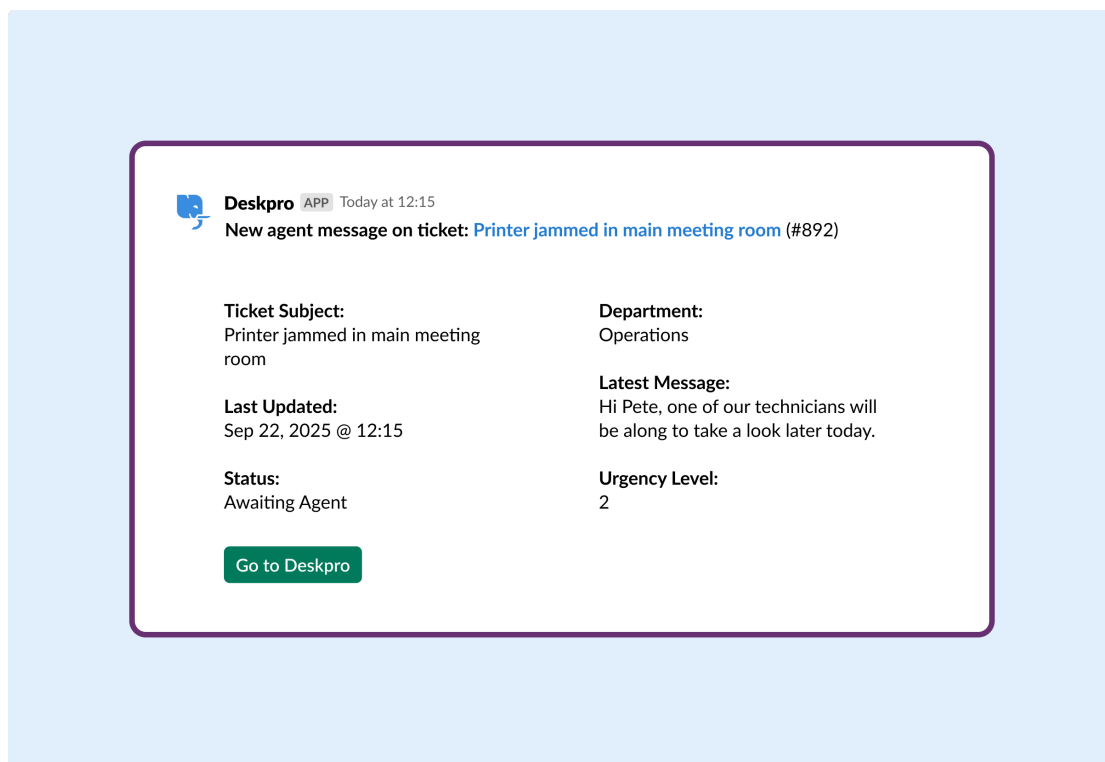 Deskpro APP Today at 12:15
New agent message on ticket: Printer jammed in main meeting room (#892)
Ticket Subject:
Printer jammed in main meeting
room
Last Updated:
Sep 22, 2025 @ 12:15
Status:
Awaiting Agent
Department:
Operations
Latest Message:
Hi Pete, one of our technicians will
be along to take a look later today.
Urgency Level:
2
Go to Deskpro